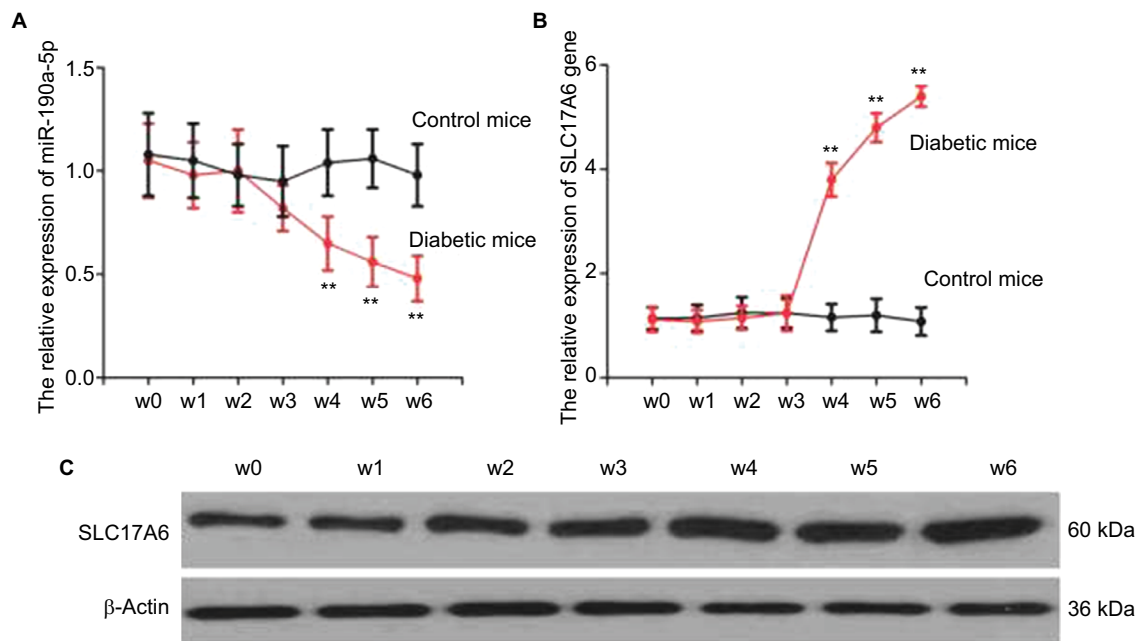 A
The relative expression of miR-190a-5p
1.5
1.0
0.5
0.0
Control mice
Diabetic mice
**
**
**
w0 w1 w2 w3 w4 w5 w6
B
The relative expression of SLC17A6 gene
6
4
2
0
**
**
**
Diabetic mice
Control mice
w0 w1 w2 w3 w4 w5 w6
C
w0 w1 w2 w3 w4 w5 w6
SLC17A6 60 kDa
β-Actin 36 kDa